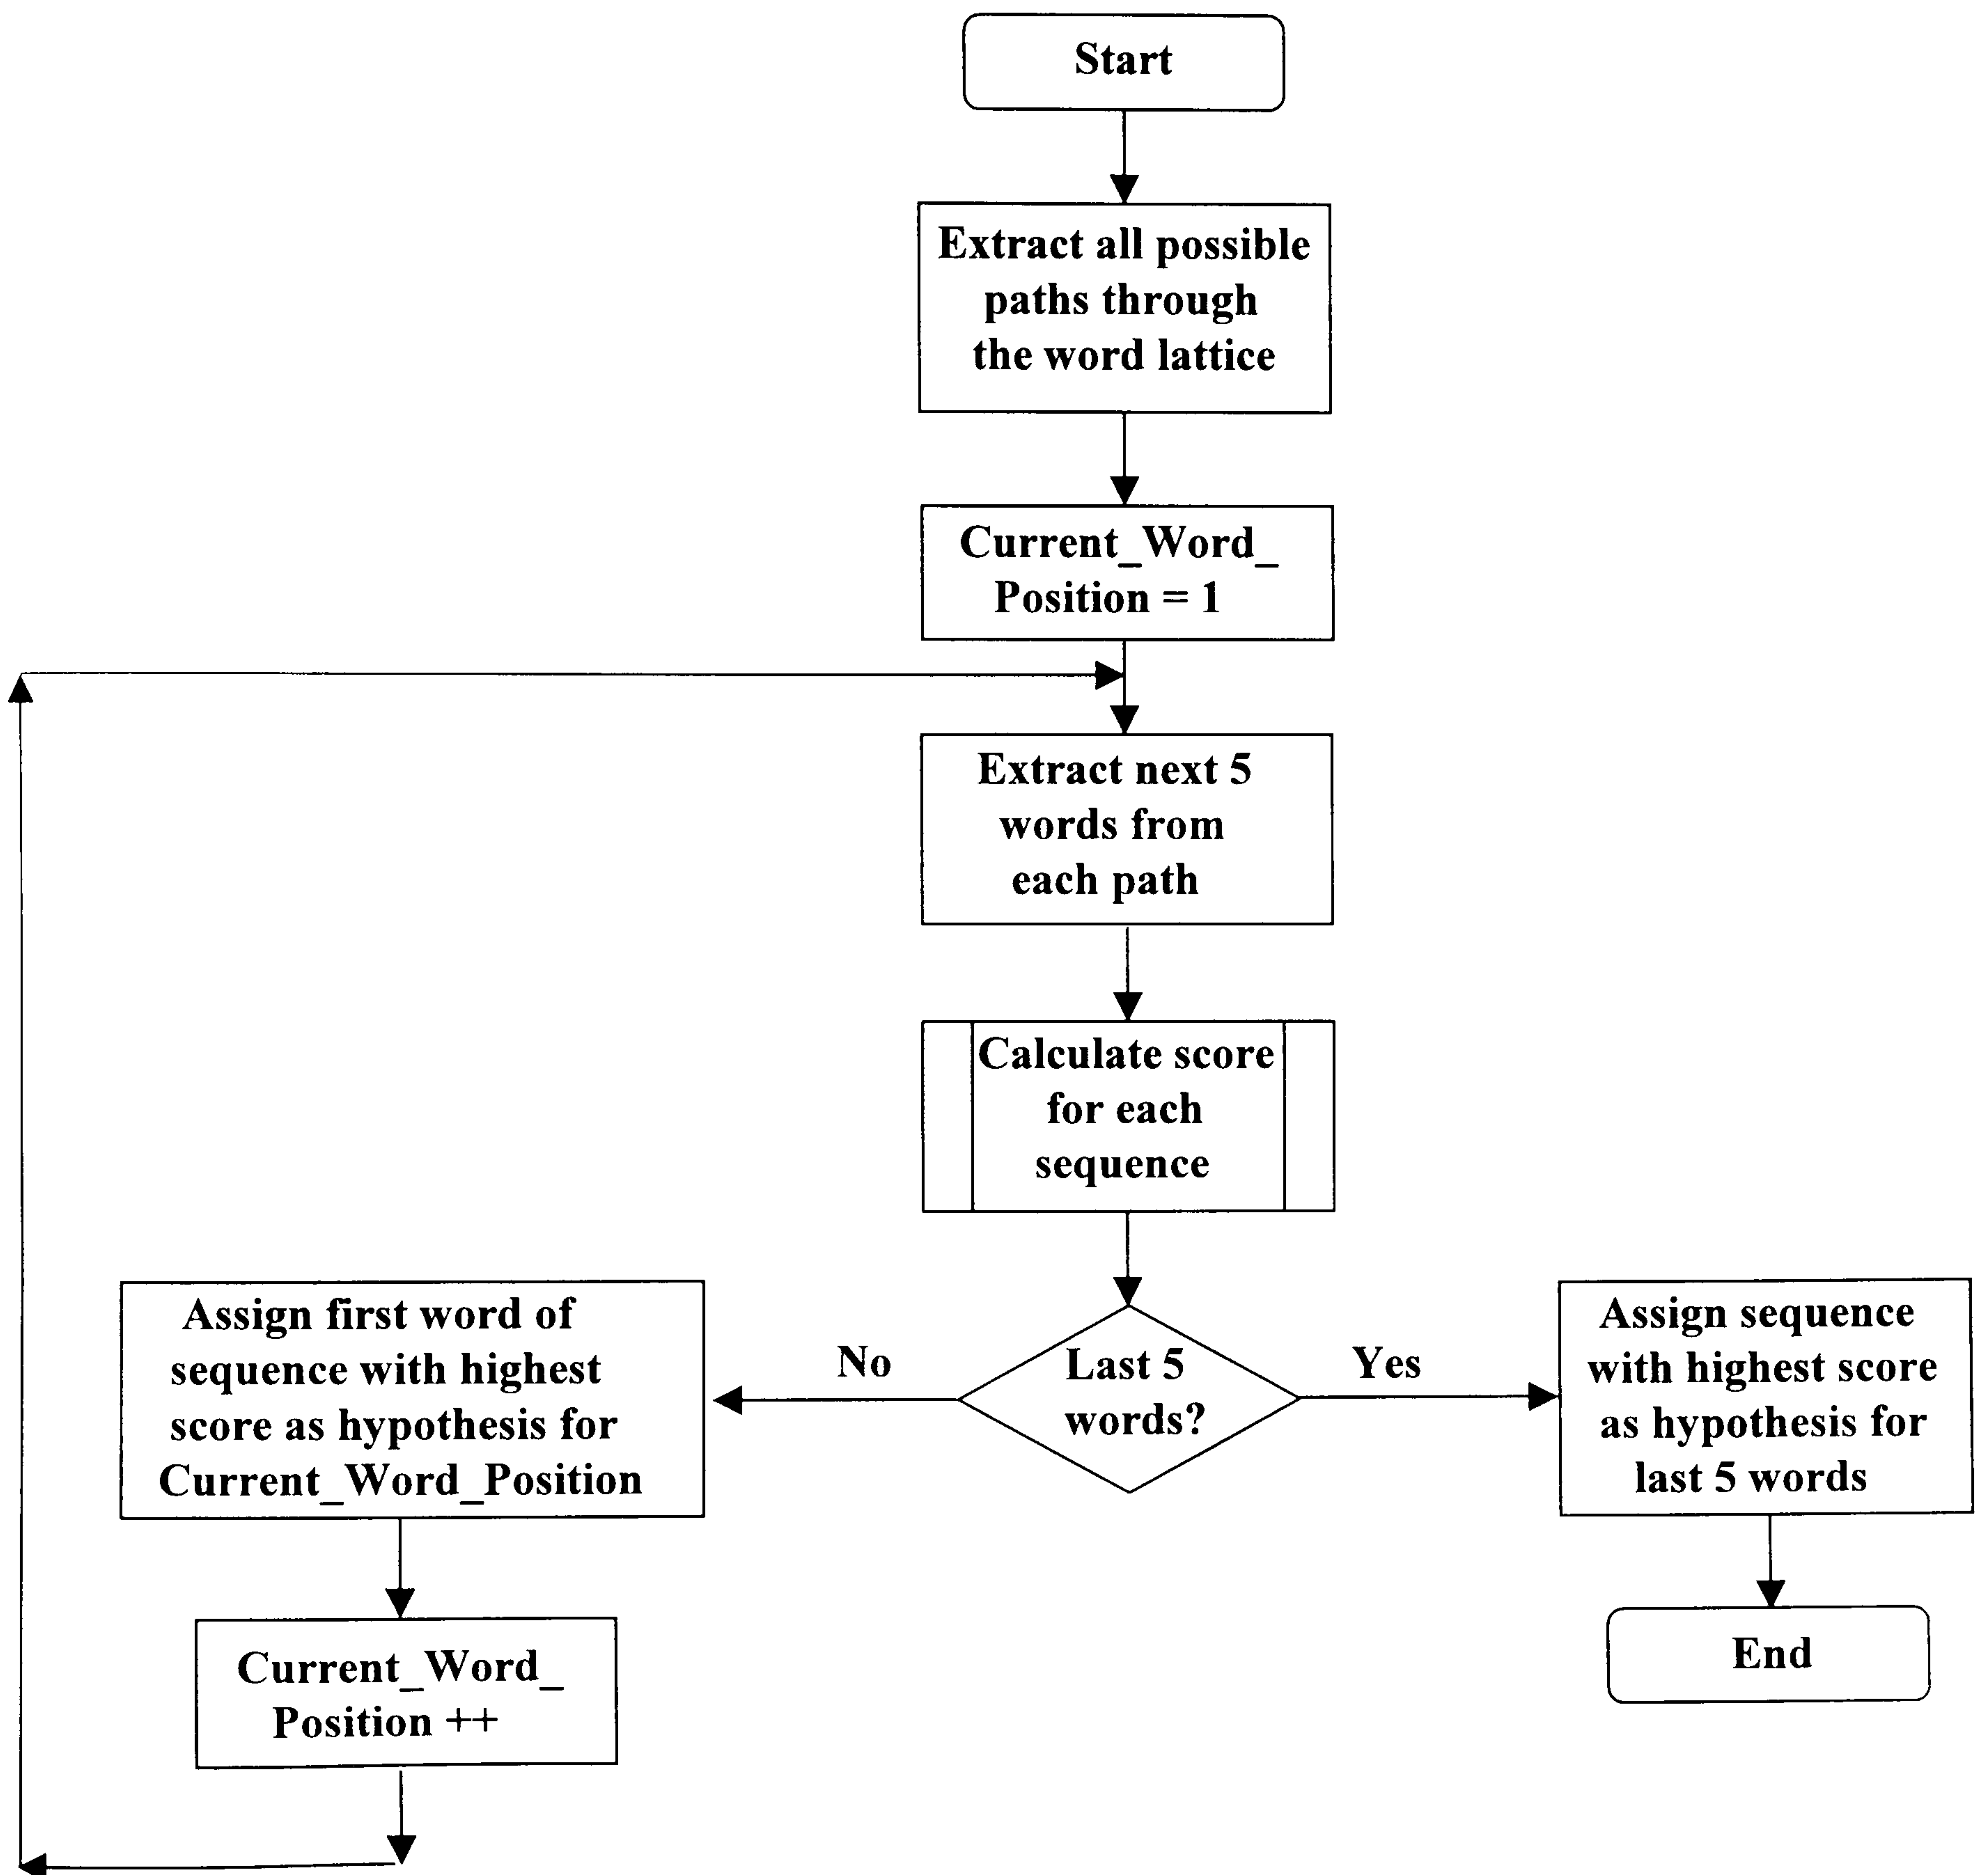 Start
Extract all possible
paths through
the word lattice
Current_Word_
Position = 1
Extract next 5
words from
each path
Calculate score
for each
sequence
Last 5
words?
No
Yes
Assign first word of
sequence with highest
score as hypothesis for
Current_Word_Position
Current_Word_
Position ++
Assign sequence
with highest score
as hypothesis for
last 5 words
End